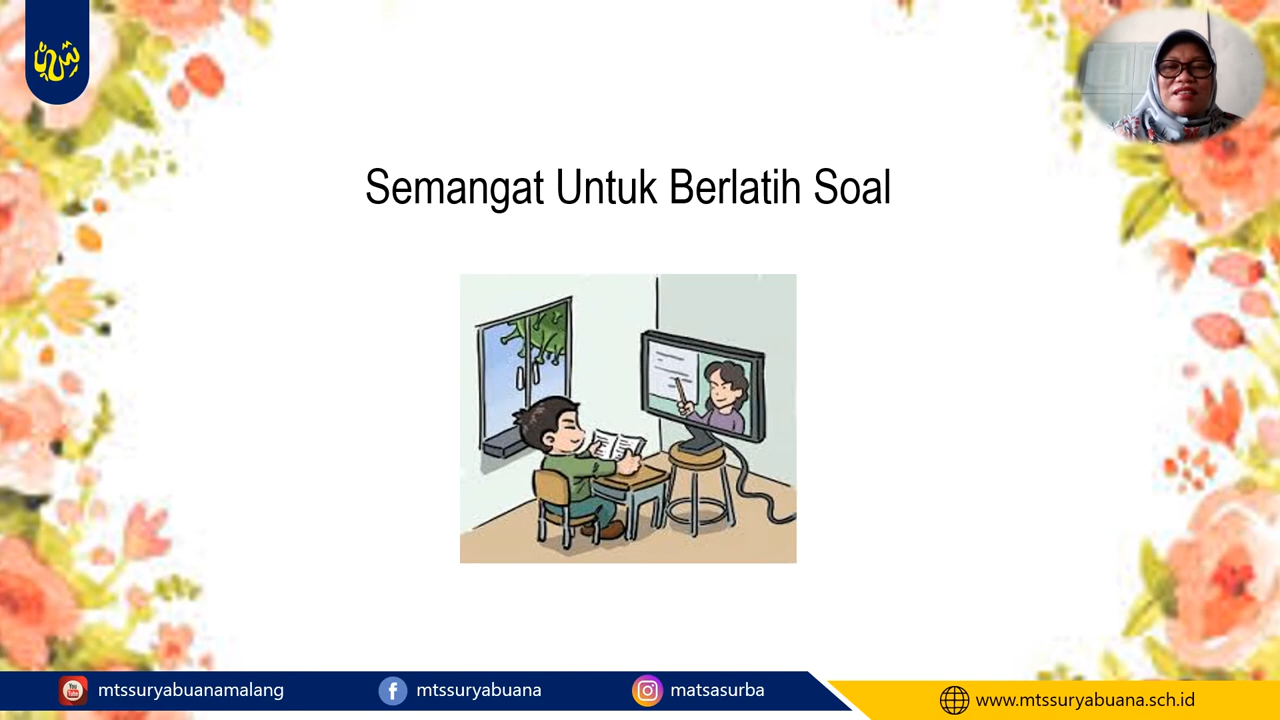 Semangat Untuk Berlatih Soal
mtssuryabuanamalang
mtssuryabuana
matsasurba
www.mtssuryabuana.sch.id